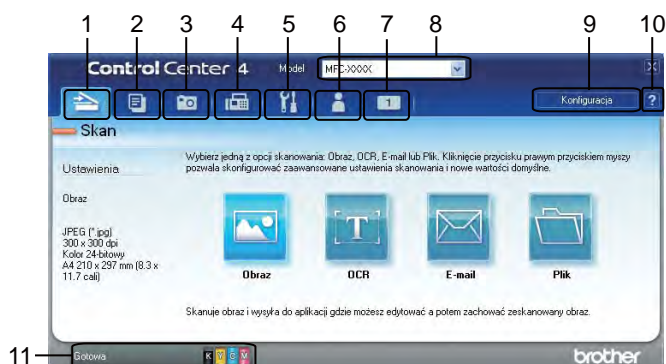 1 2 3 4 5 6 7 8 9 10
Control Center 4 Model MFC-XXXX
1 Konfiguracja ?
Skan
Ustawienia
Wybierz jedną z opcji skanowania: Obraz, OCR, E-mail lub Plik. Kliknięcie przycisku prawym przyciskiem myszy
pozwala skonfigurować zaawansowane ustawienia skanowania i nowe wartości domyślne.
Obraz
JPEG (*.jpg)
300 x 300 dpi
Kolor 24-bitowy
A4 210 x 297 mm (8.3 x
11.7 cali)
[T]
Obraz OCR E-mail Plik
Skanuje obraz i wysyła do aplikacji gdzie możesz edytować a potem zachować zeskanowany obraz.
11 Gotowa K Y C M brother